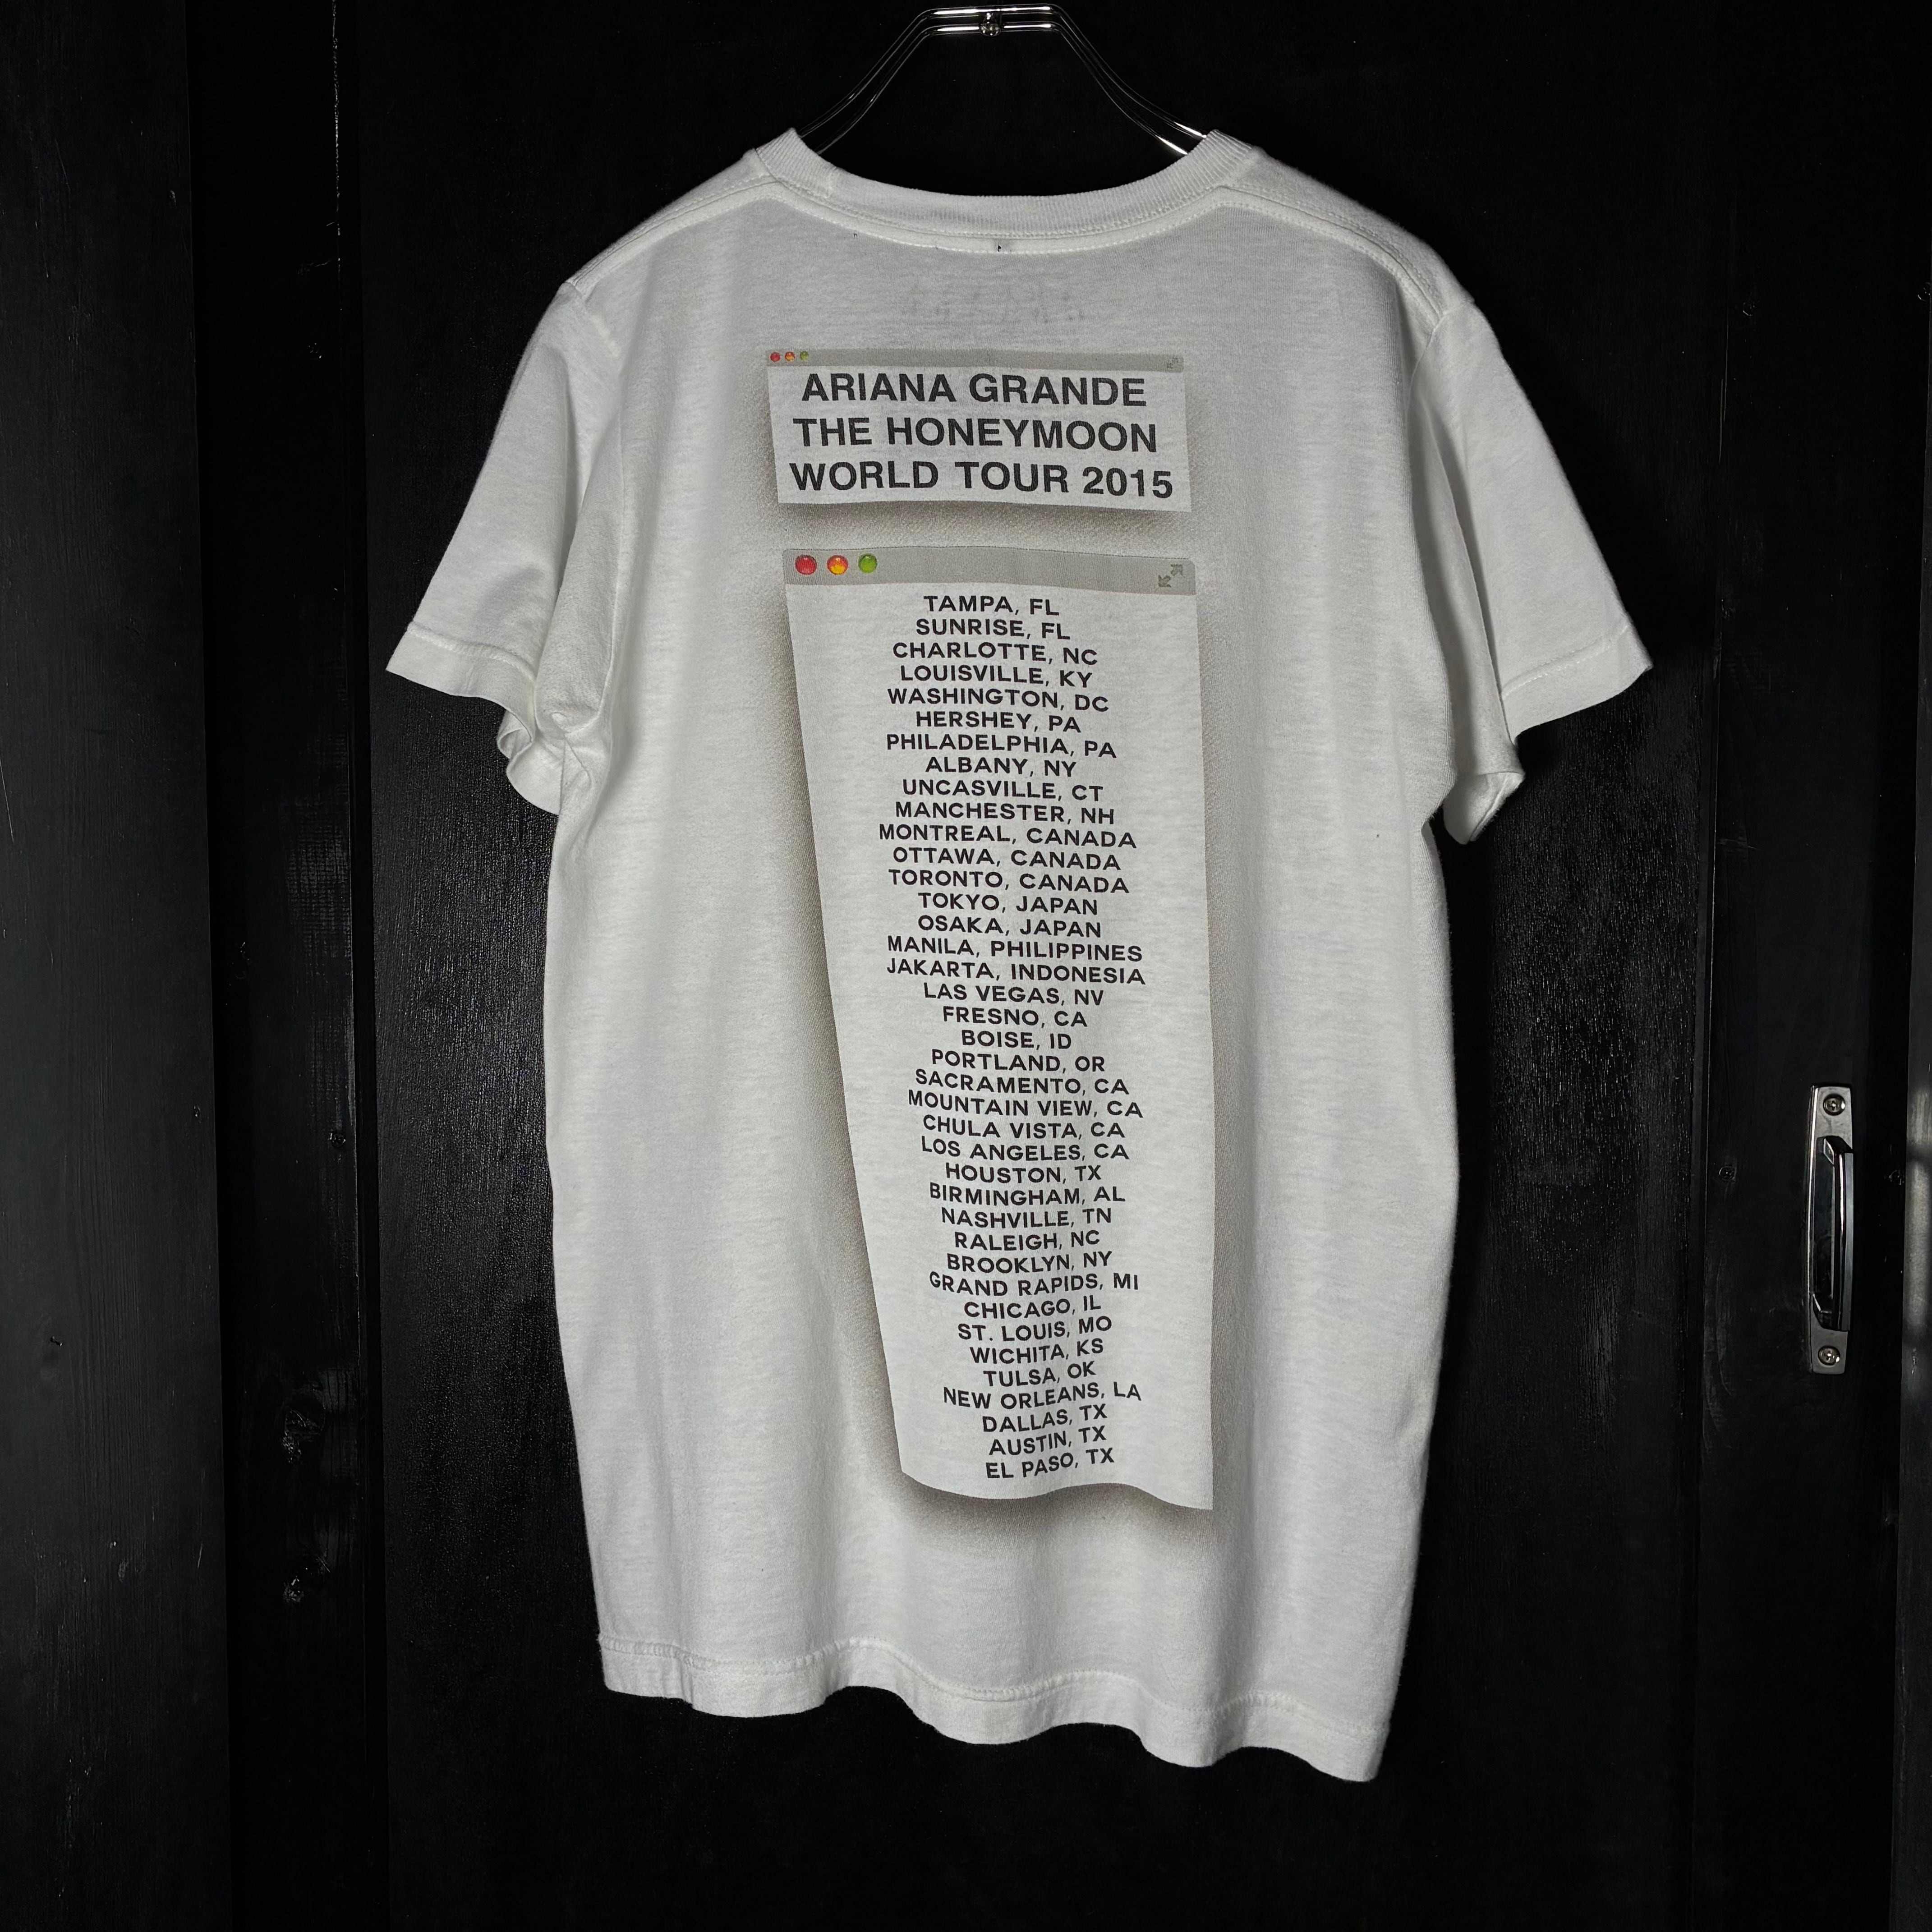 ARIANA GRANDE
THE HONEYMOON
WORLD TOUR 2015
TAMPA, FL
SUNRISE, FL
CHARLOTTE, NC
LOUISVILLE, KY
WASHINGTON, DC
HERSHEY, PA
PHILADELPHIA, PA
ALBANY, NY
UNCASVILLE, CT
MANCHESTER, NH
MONTREAL, CANADA
OTTAWA, CANADA
TORONTO, CANADA
TOKYO, JAPAN
OSAKA, JAPAN
MANILA, PHILIPPINES
JAKARTA, INDONESIA
LAS VEGAS, NV
FRESNO, CA
BOISE, ID
PORTLAND, OR
SACRAMENTO, CA
MOUNTAIN VIEW, CA
CHULA VISTA, CA
LOS ANGELES, CA
HOUSTON, TX
BIRMINGHAM, AL
NASHVILLE, TN
RALEIGH, NC
BROOKLYN, NY
GRAND RAPIDS, MI
CHICAGO, IL
ST. LOUIS, MO
WICHITA, KS
TULSA, OK
NEW ORLEANS, LA
DALLAS, TX
AUSTIN, TX
EL PASO, TX